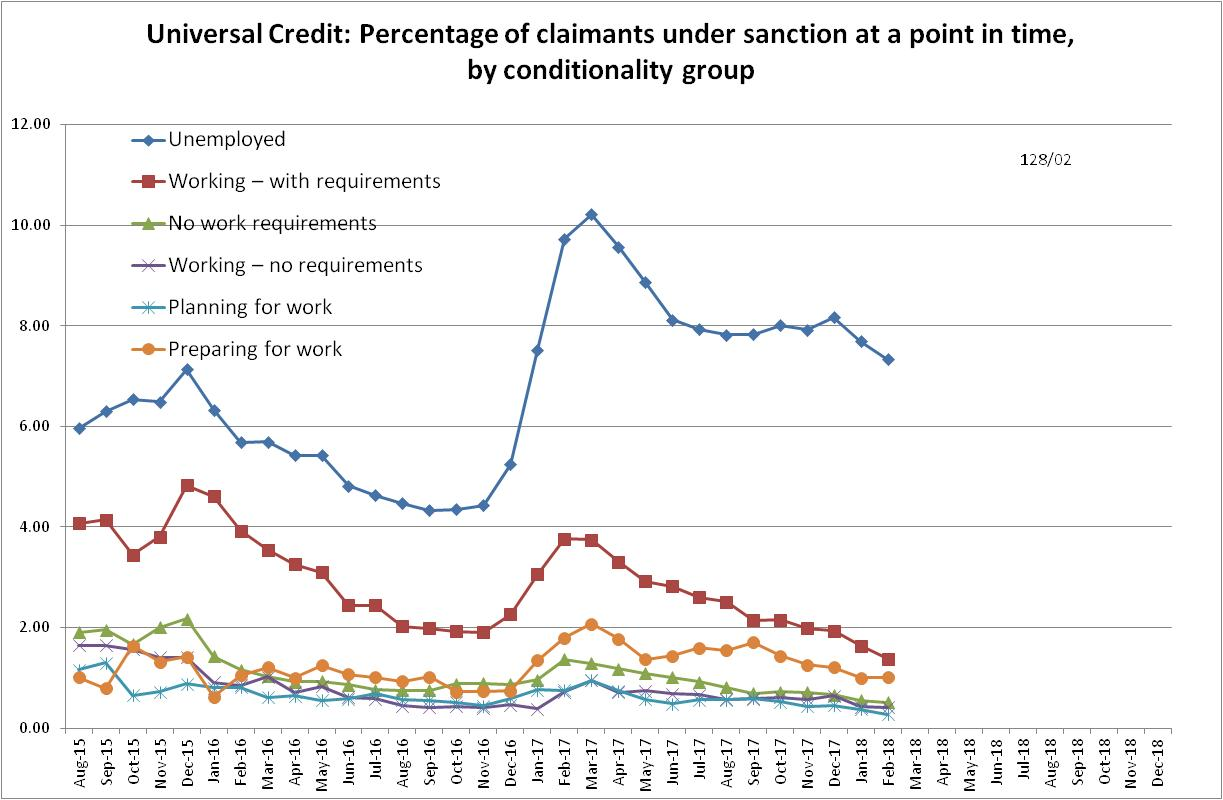 Universal Credit: Percentage of claimants under sanction at a point in time,
by conditionality group
12.00
10.00
8.00
6.00
4.00
2.00
0.00
Unemployed
Working – with requirements
No work requirements
Working – no requirements
Planning for work
Preparing for work
128/02
Aug-15
Sep-15
Oct-15
Nov-15
Dec-15
Jan-16
Feb-16
Mar-16
Apr-16
May-16
Jun-16
Jul-16
Aug-16
Sep-16
Oct-16
Nov-16
Dec-16
Jan-17
Feb-17
Mar-17
Apr-17
May-17
Jun-17
Jul-17
Aug-17
Sep-17
Oct-17
Nov-17
Dec-17
Jan-18
Feb-18
Mar-18
Apr-18
May-18
Jun-18
Jul-18
Aug-18
Sep-18
Oct-18
Nov-18
Dec-18